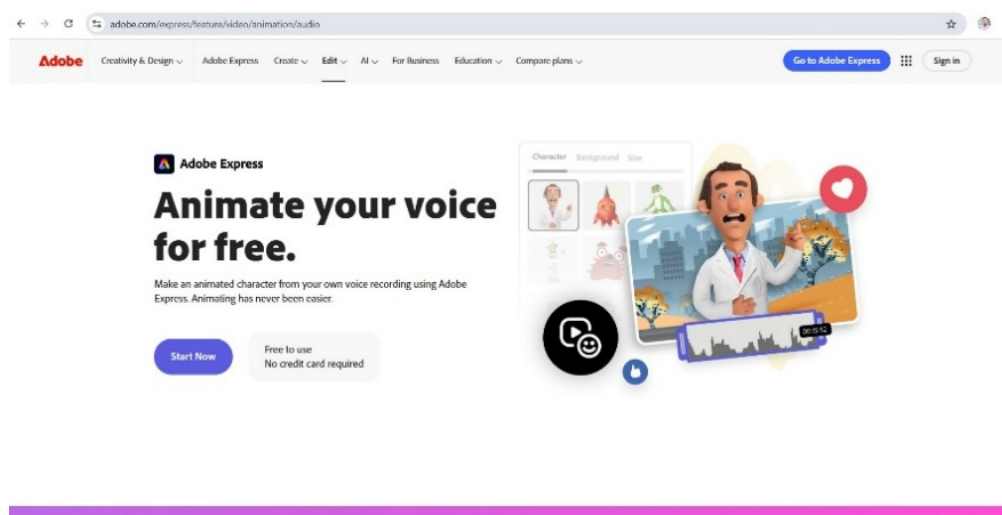 adobe.com/express/feature/video/animation/audio
Adobe Creativity & Design Adobe Express Create Edit AI For Business Education Compare plans Go to Adobe Express Sign in
Adobe Express
Animate your voice
for free.
Make an animated character from your own voice recording using Adobe
Express. Animating has never been easier.
Start Now
Free to use
No credit card required
Character Background Size
00:15:52